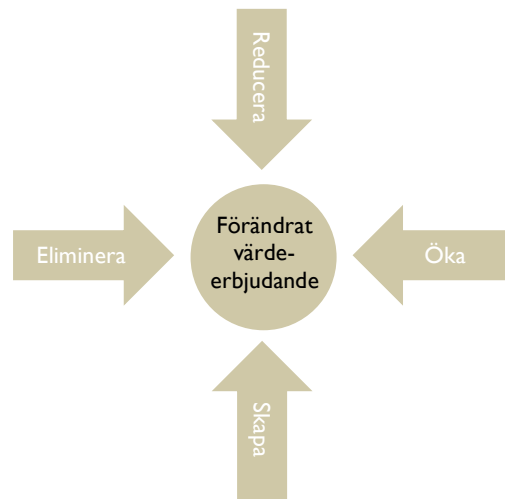 Reducera
Eliminera
Förändrat
värde-
erbjudande
Öka
Skapa